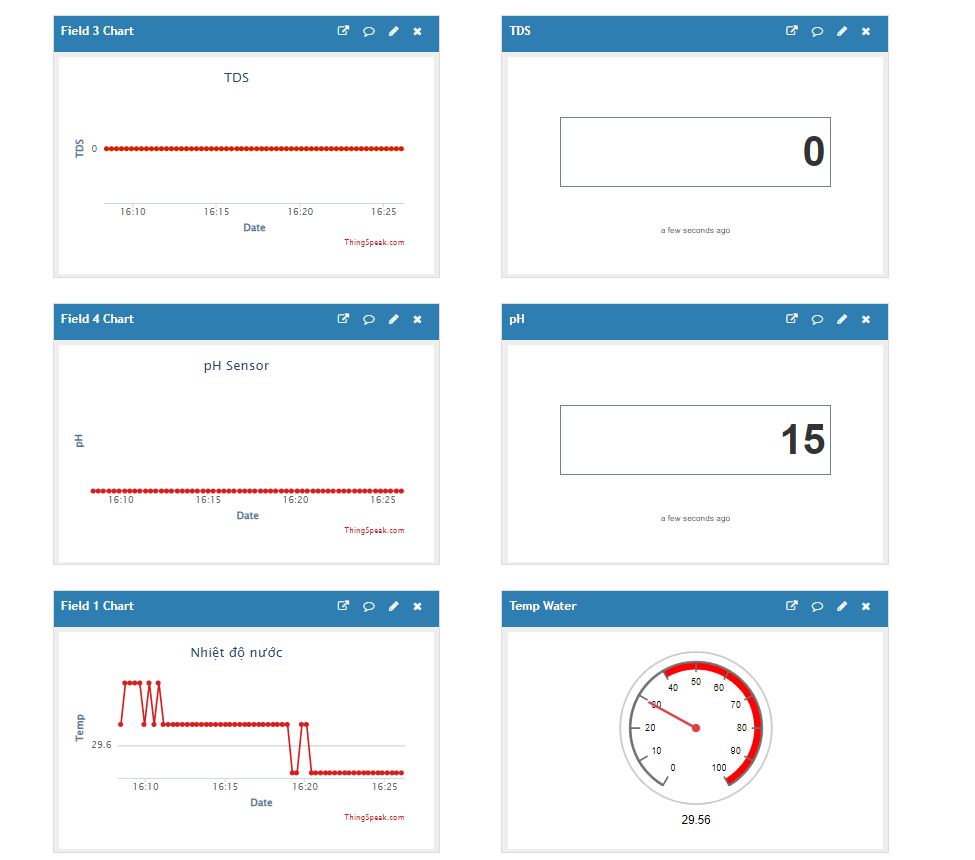 Field 3 Chart
TDS
TDS
TDS
0
16:10 16:15 16:20 16:25
Date
ThingSpeak.com
0
a few seconds ago
Field 4 Chart
pH
pH Sensor
pH
16:10 16:15 16:20 16:25
Date
ThingSpeak.com
15
a few seconds ago
Field 1 Chart
Temp Water
Nhiệt độ nước
Temp
29.6
16:10 16:15 16:20 16:25
Date
ThingSpeak.com
0 10 20 30 40 50 60 70 80 90 100
29.56